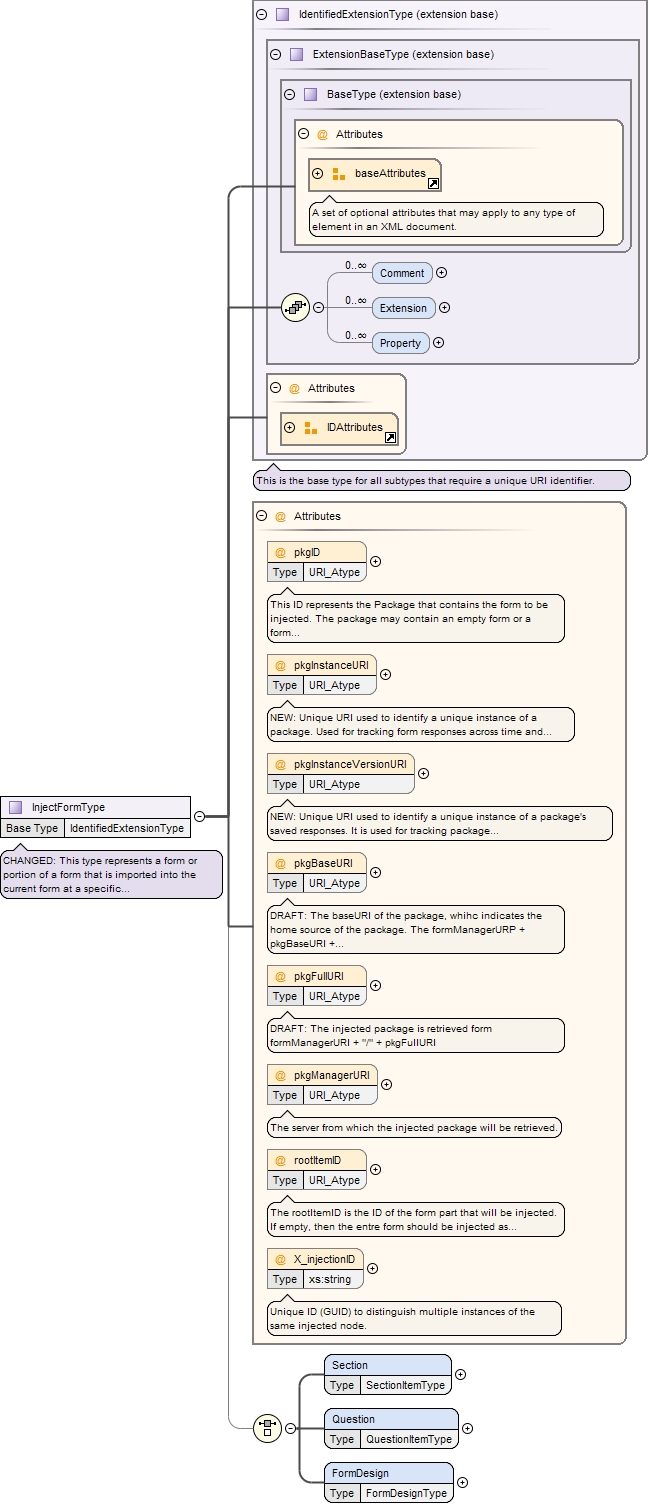 IdentifiedExtensionType (extension base)
ExtensionBaseType (extension base)
BaseType (extension base)
@ Attributes
baseAttributes
A set of optional attributes that may apply to any type of
element in an XML document.
0..∞
Comment
0..∞
Extension
0..∞
Property
@ Attributes
IDAttributes
This is the base type for all subtypes that require a unique URI identifier.
@ Attributes
@ pkgID
Type URI_Atype
This ID represents the Package that contains the form to be
injected. The package may contain an empty form or a
form...
@ pkgInstanceURI
Type URI_Atype
NEW: Unique URI used to identify a unique instance of a
package. Used for tracking form responses across time and...
@ pkgInstanceVersionURI
Type URI_Atype
NEW: Unique URI used to identify a unique instance of a package's
saved responses. It is used for tracking package...
InjectFormType
Base Type IdentifiedExtensionType
CHANGED: This type represents a form or
portion of a form that is imported into the
current form at a specific...
@ pkgBaseURI
Type URI_Atype
DRAFT: The baseURI of the package, whihc indicates the
home source of the package. The formManagerURP +
pkgBaseURI +...
@ pkgFullURI
Type URI_Atype
DRAFT: The injected package is retrieved form
formManagerURI + "/" + pkgFullURI
@ pkgManagerURI
Type URI_Atype
The server from which the injected package will be retrieved.
@ rootItemID
Type URI_Atype
The rootItemID is the ID of the form part that will be injected.
If empty, then the entre form should be injected as...
@ X_injectionID
Type xs:string
Unique ID (GUID) to distinguish multiple instances of the
same injected node.
Section
Type SectionItemType
Question
Type QuestionItemType
FormDesign
Type FormDesignType